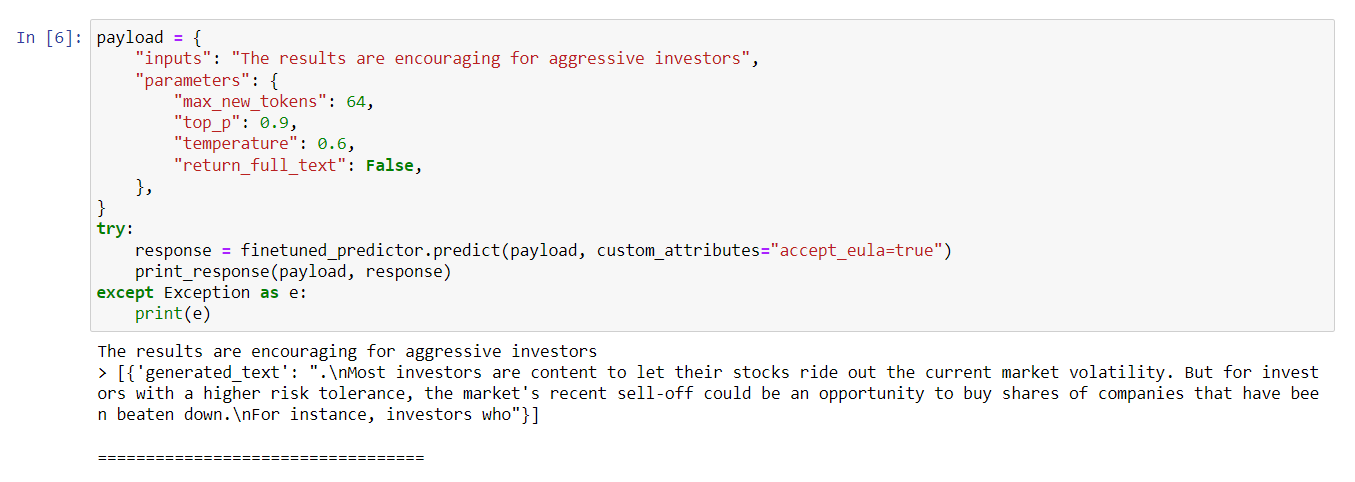 In [6]: payload = {
    "inputs": "The results are encouraging for aggressive investors",
    "parameters": {
        "max_new_tokens": 64,
        "top_p": 0.9,
        "temperature": 0.6,
        "return_full_text": False,
    },
}
try:
    response = finetuned_predictor.predict(payload, custom_attributes="accept_eula=true")
    print_response(payload, response)
except Exception as e:
    print(e)
The results are encouraging for aggressive investors
> [{'generated_text': ".\nMost investors are content to let their stocks ride out the current market volatility. But for invest
ors with a higher risk tolerance, the market's recent sell-off could be an opportunity to buy shares of companies that have bee
n beaten down.\nFor instance, investors who"}]
==================================